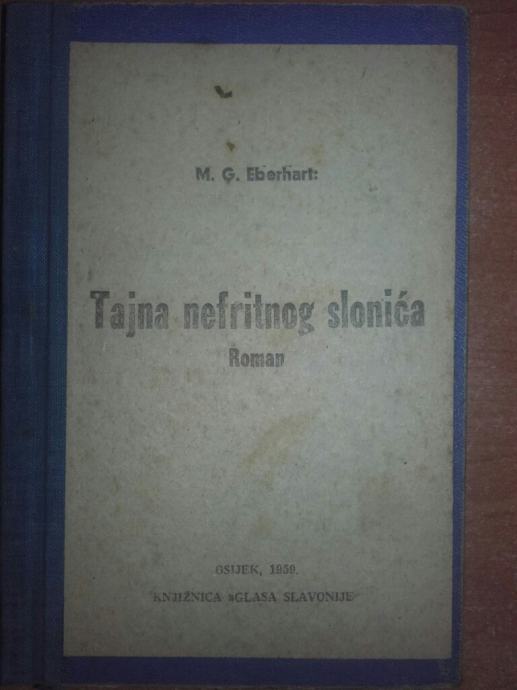 M. G. Eberhart:
Tajna nefritnog slonića
Roman
OSIJEK, 1959.
KNJIŽNICA »GLASA SLAVONIJE